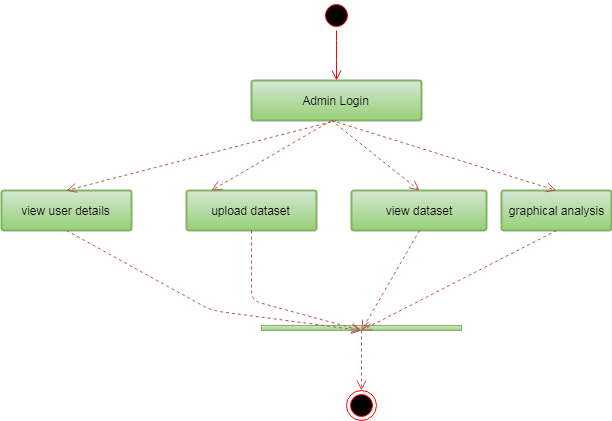 Admin Login
view user details
upload dataset
view dataset
graphical analysis